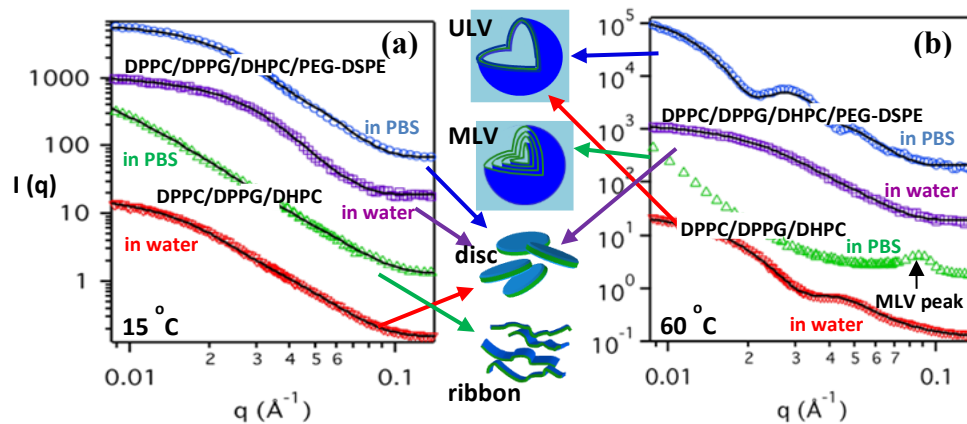 (a)
DPPC/DPPG/DHPC/PEG-DSPE
1000
in PBS
in PBS
100
I (q)
DPPC/DPPG/DHPC
in water
10
in water
1
15 °C
0.01
2
3
4
5
6
0.1
q (Å⁻¹)
ULV
MLV
disc
ribbon
(b)
10⁵
10⁴
DPPC/DPPG/DHPC/PEG-DSPE
in PBS
10³
10²
in water
DPPC/DPPG/DHPC
10¹
in PBS
10⁰
MLV peak
in water
10⁻¹
60 °C
0.01
2
3
4
5
6
7
0.1
q (Å⁻¹)